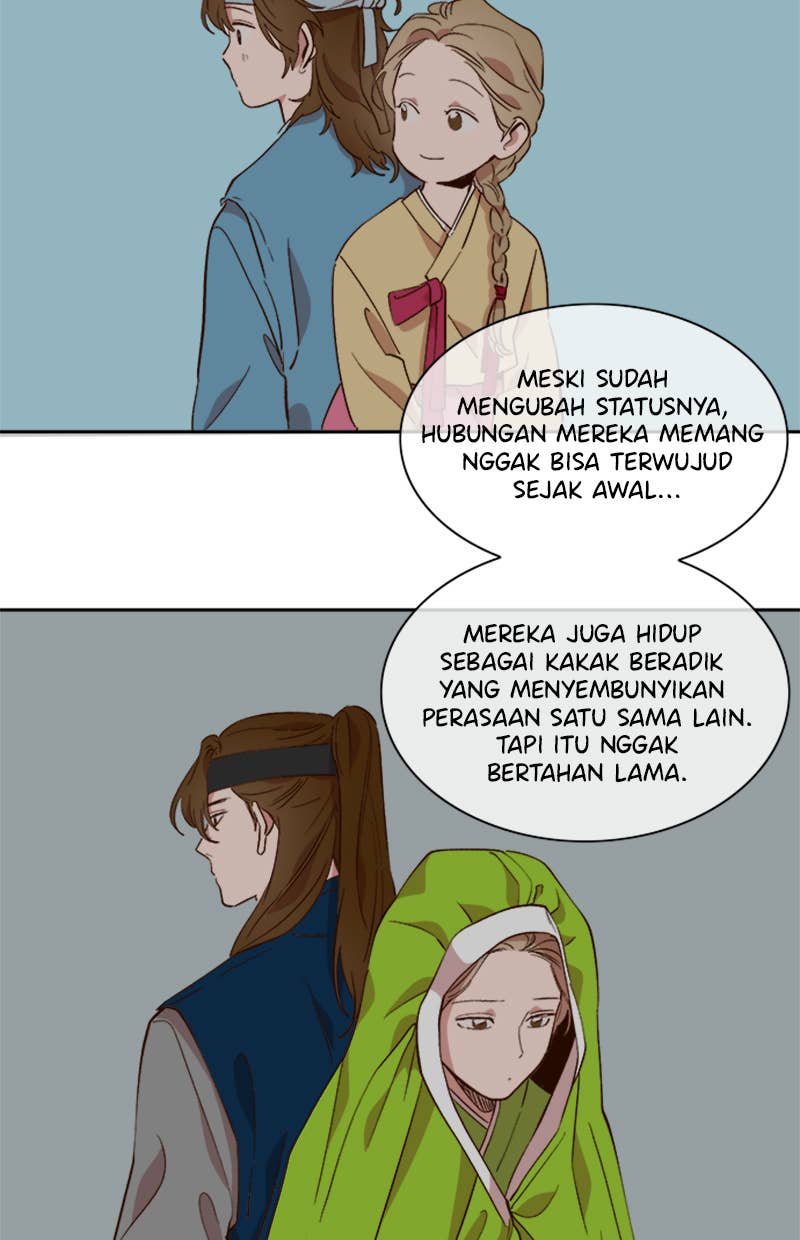 MESKI SUDAH
MENGUBAH STATUSNYA,
HUBUNGAN MEREKA MEMANG
NGGAK BISA TERWUJUD
SEJAK AWAL...
MEREKA JUGA HIDUP
SEBAGAI KAKAK BERADIK
YANG MENYEMBUNYIKAN
PERASAAN SATU SAMA LAIN.
TAPI ITU NGGAK
BERTAHAN LAMA.